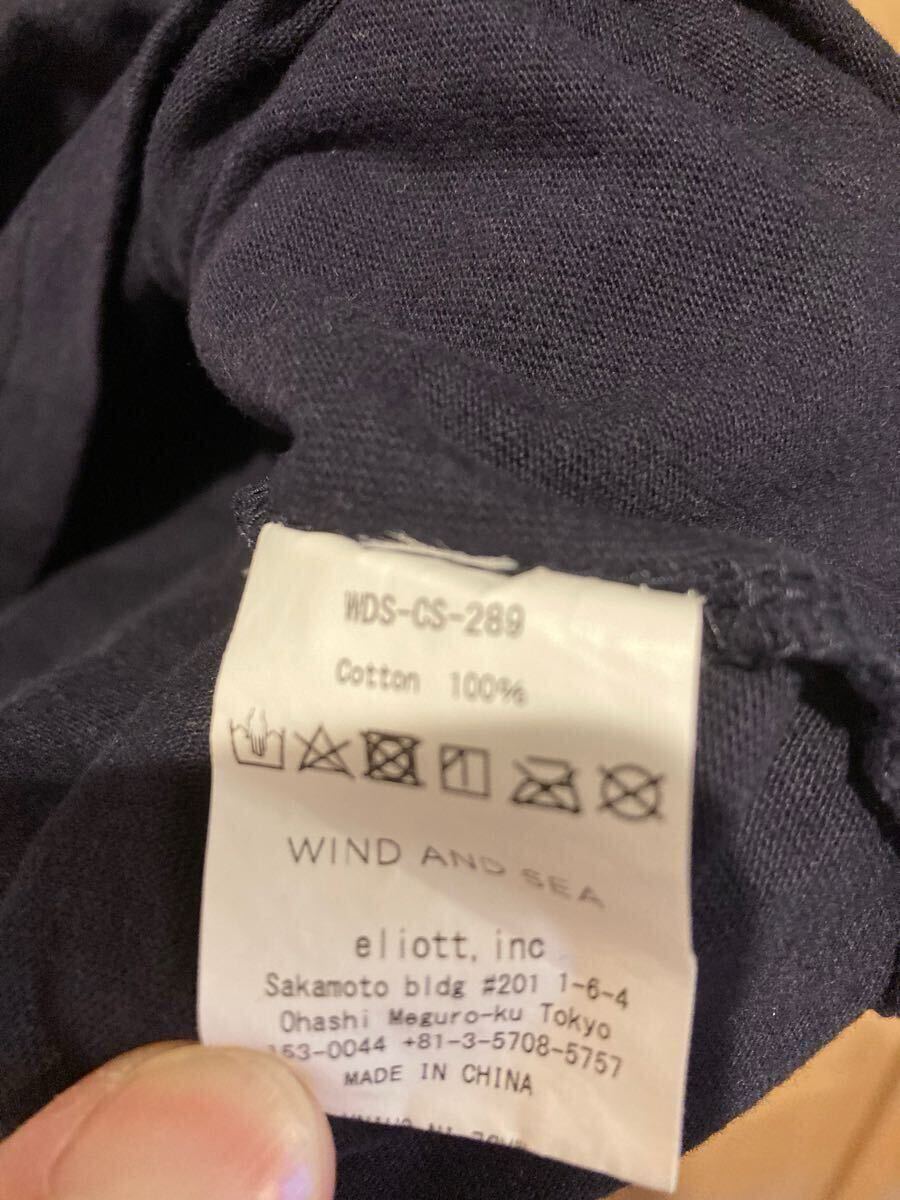 WDS-CS-289
Cotton 100%
WIND AND SEA
eliott, inc
Sakamoto bldg #201 1-6-4
Ohashi Meguro-ku Tokyo
153-0044 +81-3-5708-5757
MADE IN CHINA